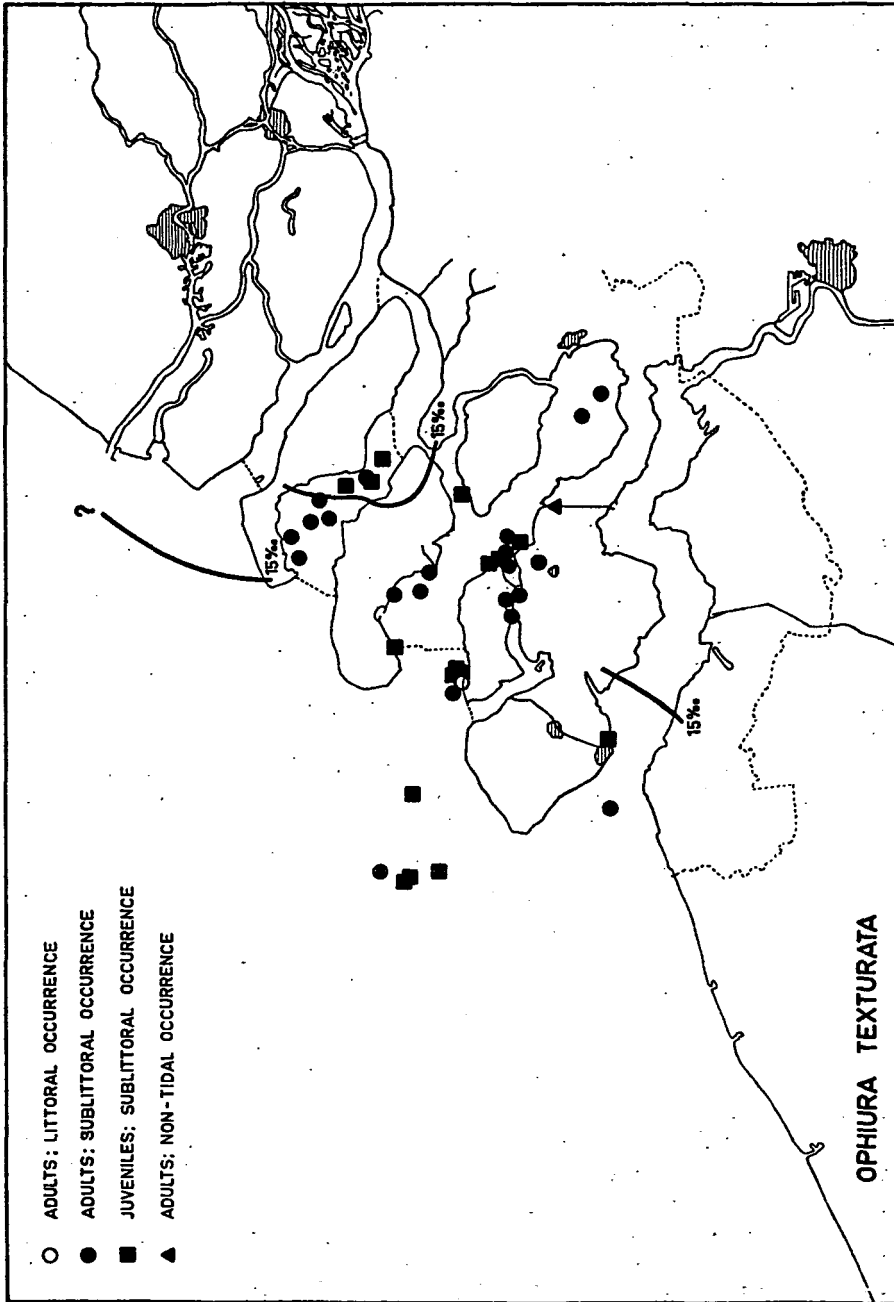 ○ ADULTS: LITTORAL OCCURRENCE
● ADULTS; SUBLITTORAL OCCURRENCE
■ JUVENILES; SUBLITTORAL OCCURRENCE
▲ ADULTS; NON-TIDAL OCCURRENCE
?
15‰
15‰
15‰
OPHIURA TEXTURATA